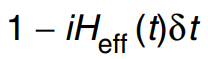 1 – iH_eff (t)δt